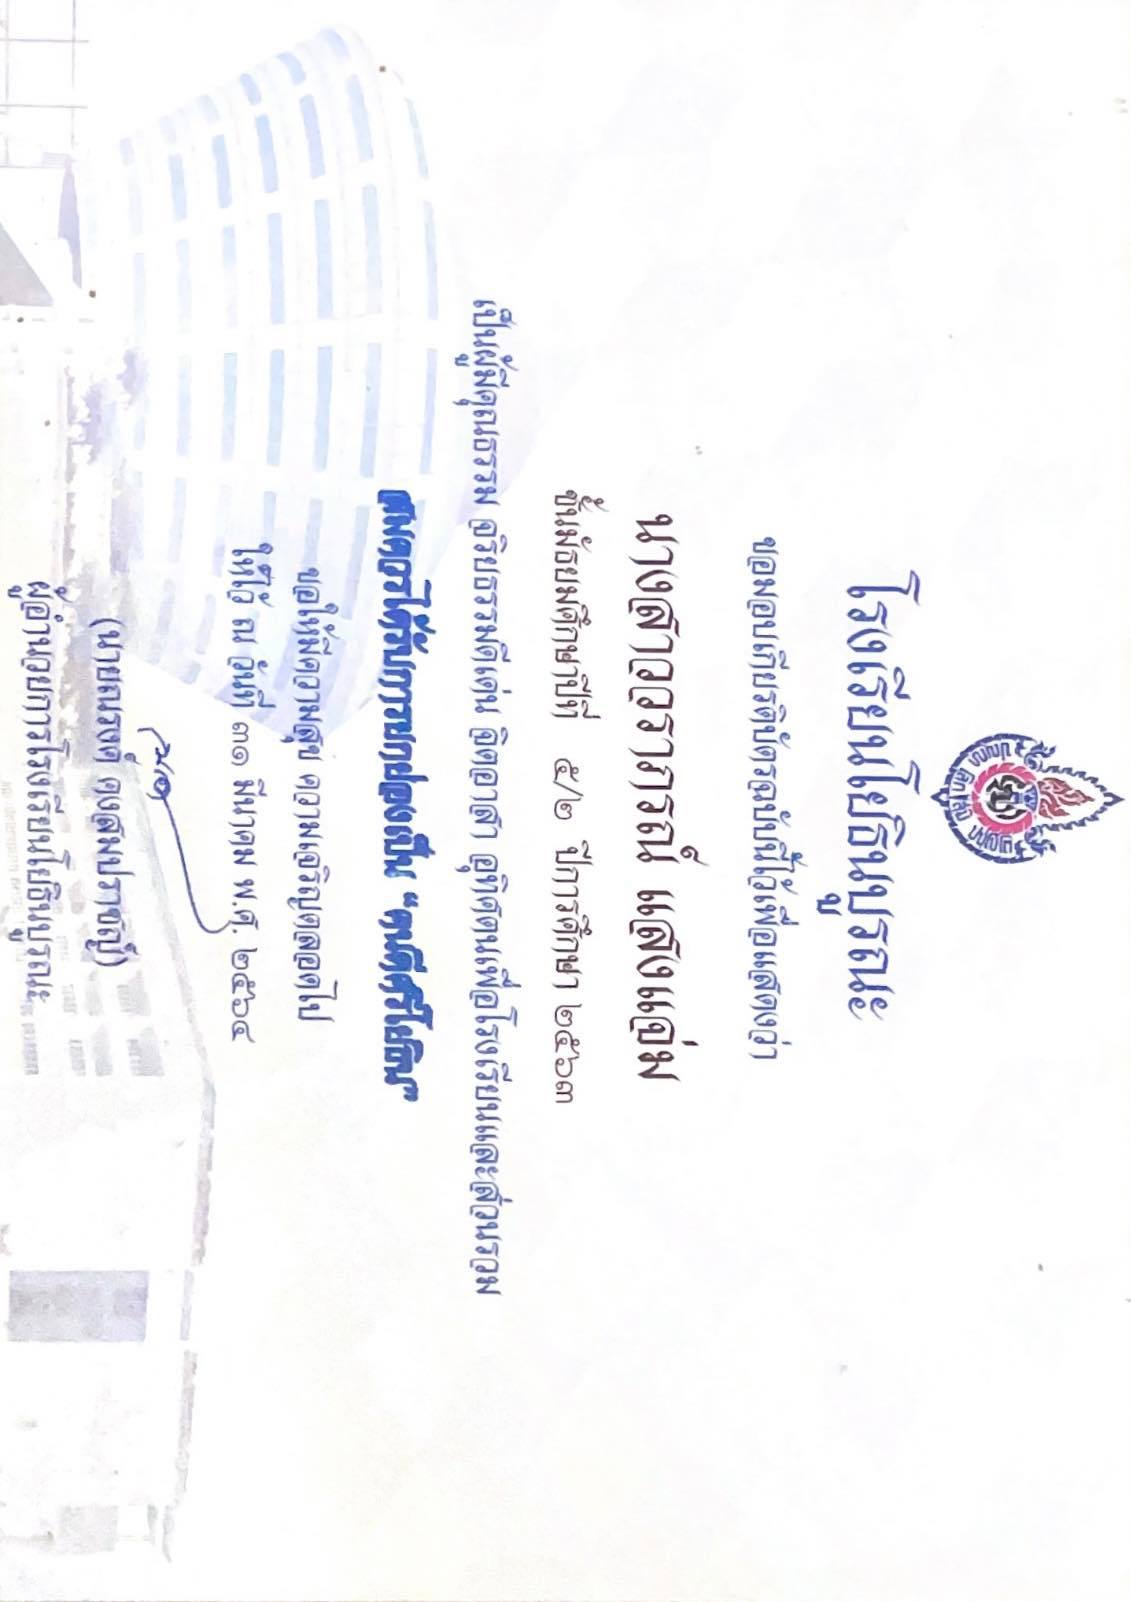 โรงเรียนโยธินบูรณะ
ขอมอบเกียรติบัตรฉบับนี้ไว้เพื่อแสดงว่า
นางสาววราภรณ์ แสงแจ่ม
ชั้นมัธยมศึกษาปีที่ ๕/๒ ปีการศึกษา ๒๕๖๓
เป็นผู้มีคุณธรรม จริยธรรมดีเด่น จิตอาสา อุทิศตนเพื่อโรงเรียนและส่วนรวม
สมควรได้รับการยกย่องเป็น “คนดีศรีโยธิน”
ขอให้มีความสุข ความเจริญตลอดไป
ให้ไว้ ณ วันที่ ๓๑ มีนาคม พ.ศ. ๒๕๖๔
(นายณรงค์ คงสมปราชญ์)
ผู้อำนวยการโรงเรียนโยธินบูรณะ